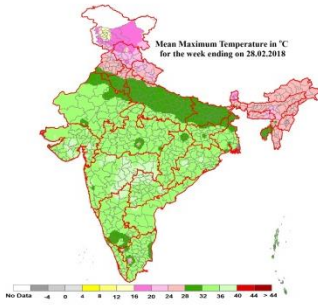 Mean Maximum Temperature in °C
for the week ending on 28.02.2018
No Data -4 0 4 8 12 16 20 24 28 32 36 40 44 > 44